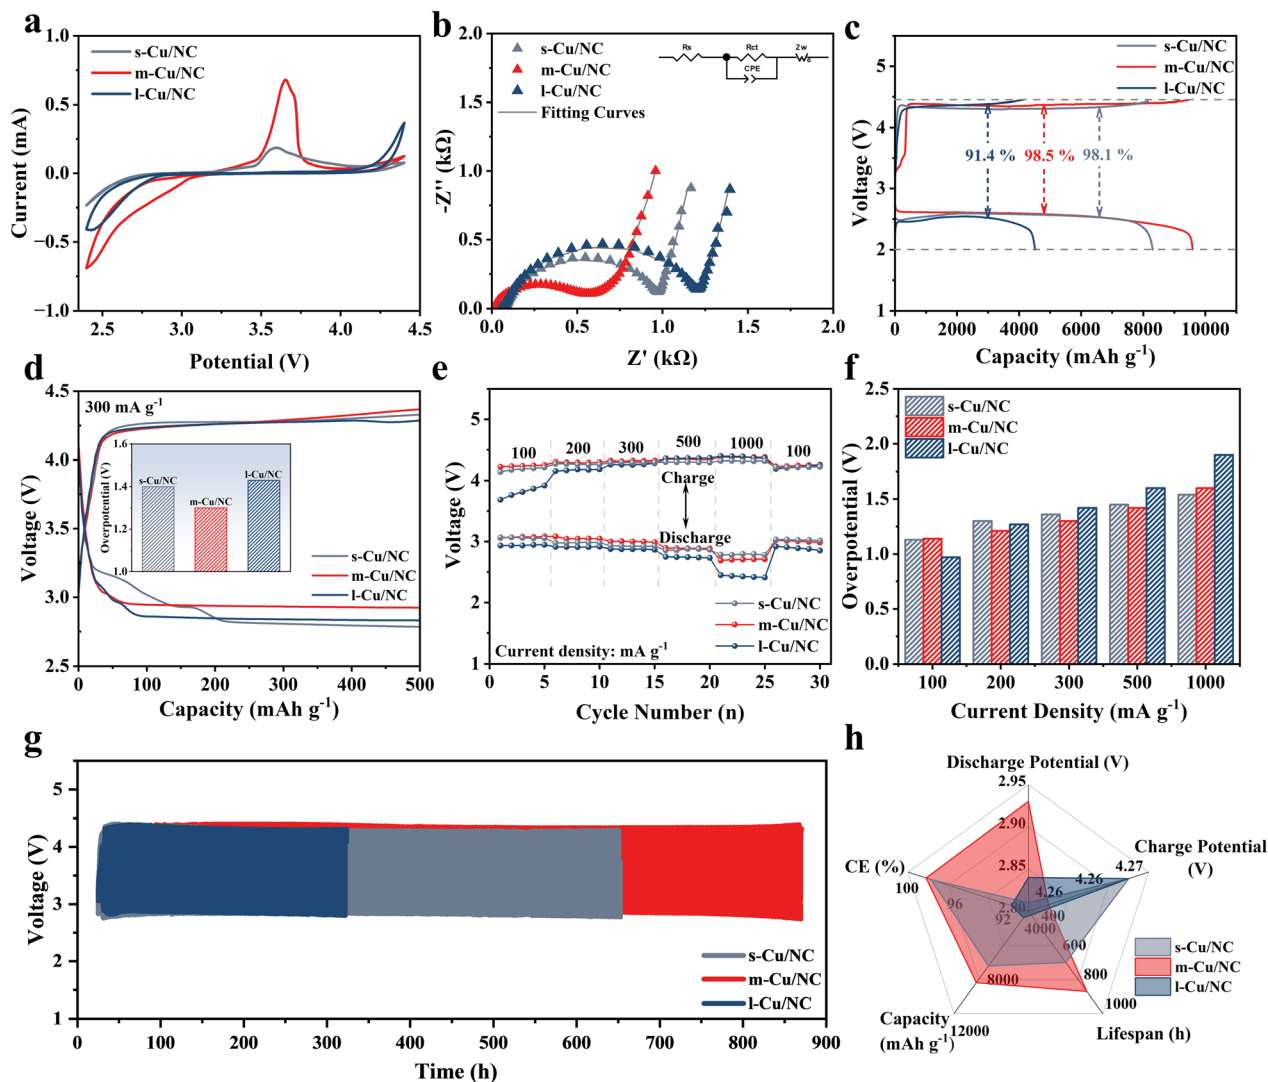 a
Current (mA)
1.0
0.5
0.0
−0.5
−1.0
s-Cu/NC
m-Cu/NC
l-Cu/NC
2.5 3.0 3.5 4.0 4.5
Potential (V)
b
-Z'' (kΩ)
2.0
1.5
1.0
0.5
0.0
s-Cu/NC
m-Cu/NC
l-Cu/NC
Fitting Curves
Rs Rct Zw
CPE
0.0 0.5 1.0 1.5 2.0
Z' (kΩ)
c
Voltage (V)
5
4
3
2
1
s-Cu/NC
m-Cu/NC
l-Cu/NC
91.4 % 98.5 % 98.1 %
0 2000 4000 6000 8000 10000
Capacity (mAh g-1)
d
Voltage (V)
4.5
4.0
3.5
3.0
2.5
300 mA g-1
Overpotential (V)
1.6
1.4
1.2
1.0
s-Cu/NC
m-Cu/NC
l-Cu/NC
s-Cu/NC
m-Cu/NC
l-Cu/NC
0 100 200 300 400 500
Capacity (mAh g-1)
e
Voltage (V)
5
4
3
2
1
100 200 300 500 1000 100
Charge
Discharge
s-Cu/NC
m-Cu/NC
l-Cu/NC
Current density: mA g-1
0 5 10 15 20 25 30
Cycle Number (n)
f
Overpotential (V)
2.5
2.0
1.5
1.0
0.5
0.0
s-Cu/NC
m-Cu/NC
l-Cu/NC
100 200 300 500 1000
Current Density (mA g-1)
g
Voltage (V)
5
4
3
2
1
s-Cu/NC
m-Cu/NC
l-Cu/NC
0 100 200 300 400 500 600 700 800 900
Time (h)
h
Discharge Potential (V)
2.95
2.90
2.85
2.80
Charge Potential
(V)
4.27
4.26
4.26
CE (%)
100
96
92
400
600
800
1000
Lifespan (h)
4000
8000
12000
Capacity
(mAh g-1)
s-Cu/NC
m-Cu/NC
l-Cu/NC